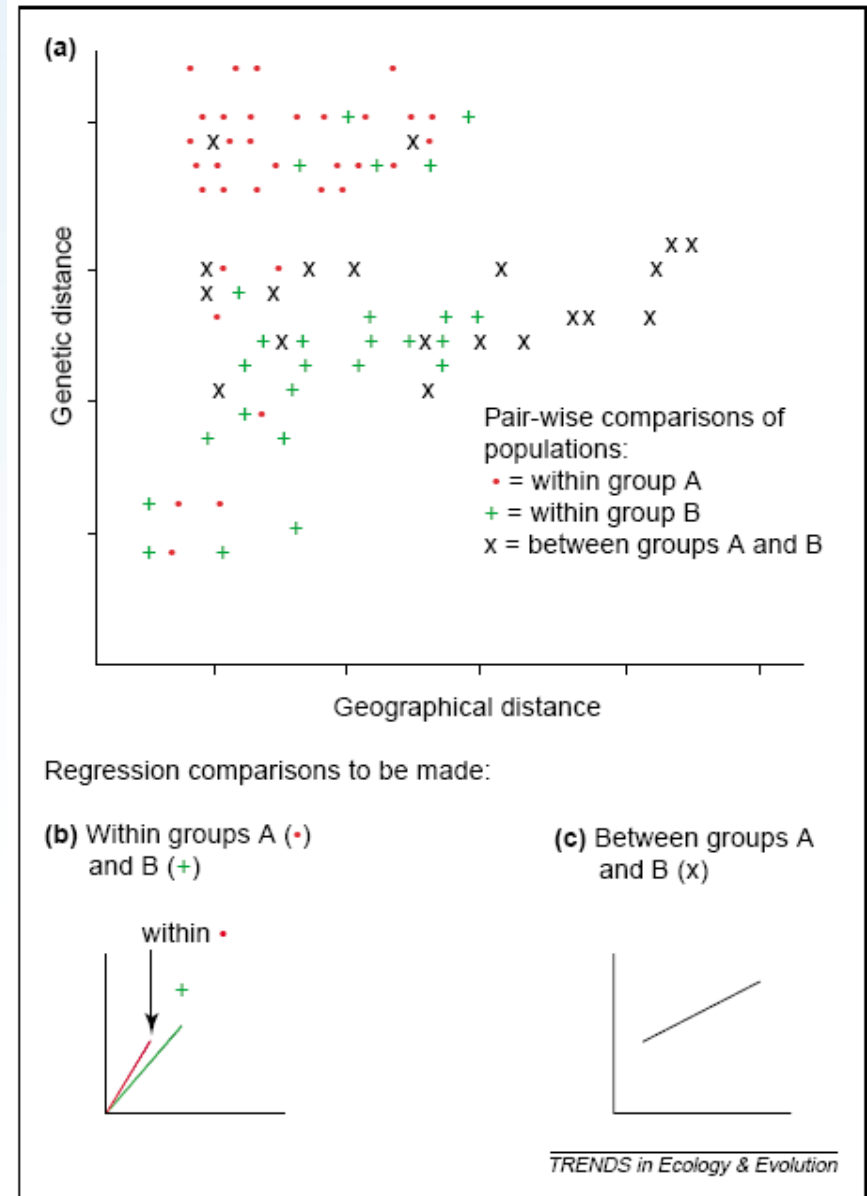 (a)
Genetic distance
Pair-wise comparisons of
populations:
• = within group A
+ = within group B
x = between groups A and B
Geographical distance
Regression comparisons to be made:
(b) Within groups A (•)
and B (+)
within •
+
(c) Between groups A
and B (x)
TRENDS in Ecology & Evolution